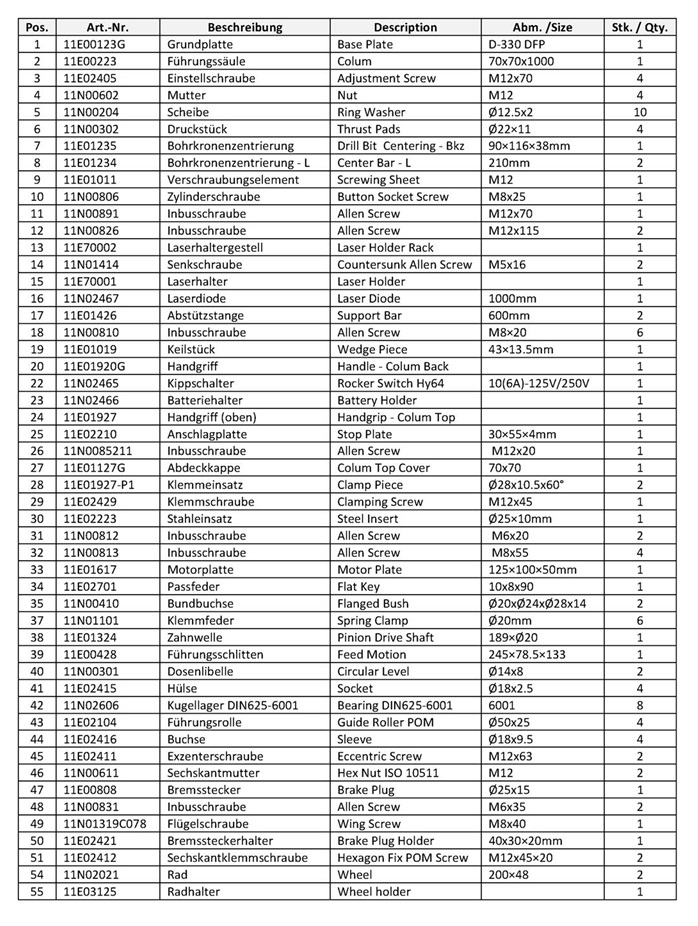 Pos. Art.-Nr. Beschreibung Description Abm. /Size Stk. / Qty.
1 11E00123G Grundplatte Base Plate D-330 DFP 1
2 11E00223 Führungssäule Colum 70x70x1000 1
3 11E02405 Einstellschraube Adjustment Screw M12x70 4
4 11N00602 Mutter Nut M12 4
5 11N00204 Scheibe Ring Washer Ø12.5x2 10
6 11N00302 Druckstück Thrust Pads Ø22×11 4
7 11E01235 Bohrkronenzentrierung Drill Bit Centering - Bkz 90×116×38mm 1
8 11E01234 Bohrkronenzentrierung - L Center Bar - L 210mm 2
9 11E01011 Verschraubungselement Screwing Sheet M12 1
10 11N00806 Zylinderschraube Button Socket Screw M8x25 1
11 11N00891 Inbusschraube Allen Screw M12x70 1
12 11N00826 Inbusschraube Allen Screw M12x115 2
13 11E70002 Laserhaltergestell Laser Holder Rack 1
14 11N01414 Senkschraube Countersunk Allen Screw M5x16 2
15 11E70001 Laserhalter Laser Holder 1
16 11N02467 Laserdiode Laser Diode 1000mm 1
17 11E01426 Abstützstange Support Bar 600mm 2
18 11N00810 Inbusschraube Allen Screw M8×20 6
19 11E01019 Keilstück Wedge Piece 43×13.5mm 1
20 11E01920G Handgriff Handle - Colum Back 1
22 11N02465 Kippschalter Rocker Switch Hy64 10(6A)-125V/250V 1
23 11N02466 Batteriehalter Battery Holder 1
24 11E01927 Handgriff (oben) Handgrip - Colum Top 1
25 11E02210 Anschlagplatte Stop Plate 30×55×4mm 1
26 11N0085211 Inbusschraube Allen Screw M12x20 1
27 11E01127G Abdeckkappe Colum Top Cover 70x70 1
28 11E01927-P1 Klemmeinsatz Clamp Piece Ø28x10.5x60° 2
29 11E02429 Klemmschraube Clamping Screw M12x45 1
30 11E02223 Stahleinsatz Steel Insert Ø25×10mm 1
31 11N00812 Inbusschraube Allen Screw M6x20 2
32 11N00813 Inbusschraube Allen Screw M8x55 4
33 11E01617 Motorplatte Motor Plate 125×100×50mm 1
34 11E02701 Passfeder Flat Key 10x8x90 1
35 11N00410 Bundbuchse Flanged Bush Ø20xØ24xØ28x14 2
37 11N01101 Klemmfeder Spring Clamp Ø20mm 6
38 11E01324 Zahnwelle Pinion Drive Shaft 189×Ø20 1
39 11E00428 Führungsschlitten Feed Motion 245×78.5×133 1
40 11N00301 Dosenlibelle Circular Level Ø14x8 2
41 11E02415 Hülse Socket Ø18x2.5 4
42 11N02606 Kugellager DIN625-6001 Bearing DIN625-6001 6001 8
43 11E02104 Führungsrolle Guide Roller POM Ø50x25 4
44 11E02416 Buchse Sleeve Ø18x9.5 4
45 11E02411 Exzenterschraube Eccentric Screw M12x63 2
46 11N00611 Sechskantmutter Hex Nut ISO 10511 M12 2
47 11E00808 Bremsstecker Brake Plug Ø25x15 1
48 11N00831 Inbusschraube Allen Screw M6x35 2
49 11N01319C078 Flügelschraube Wing Screw M8x40 1
50 11E02421 Bremssteckerhalter Brake Plug Holder 40x30×20mm 1
51 11E02412 Sechskantklemmschraube Hexagon Fix POM Screw M12x45×20 2
54 11N02021 Rad Wheel 200×48 2
55 11E03125 Radhalter Wheel holder 1